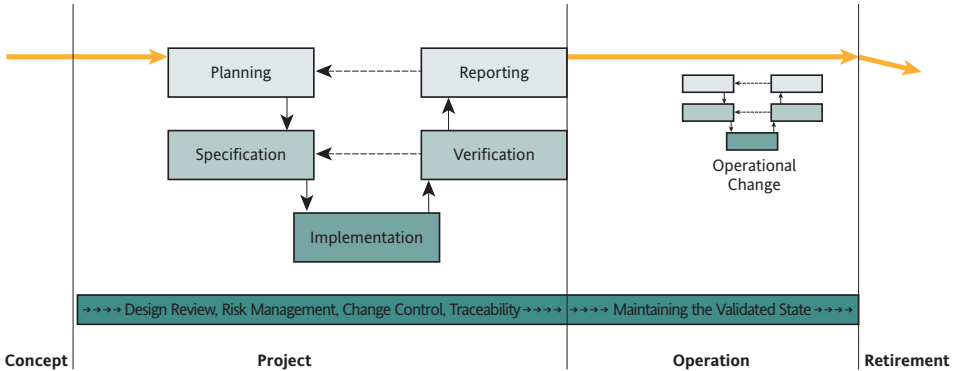 Planning
Reporting
Specification
Verification
Implementation
Operational
Change
Design Review, Risk Management, Change Control, Traceability
Maintaining the Validated State
Concept
Project
Operation
Retirement